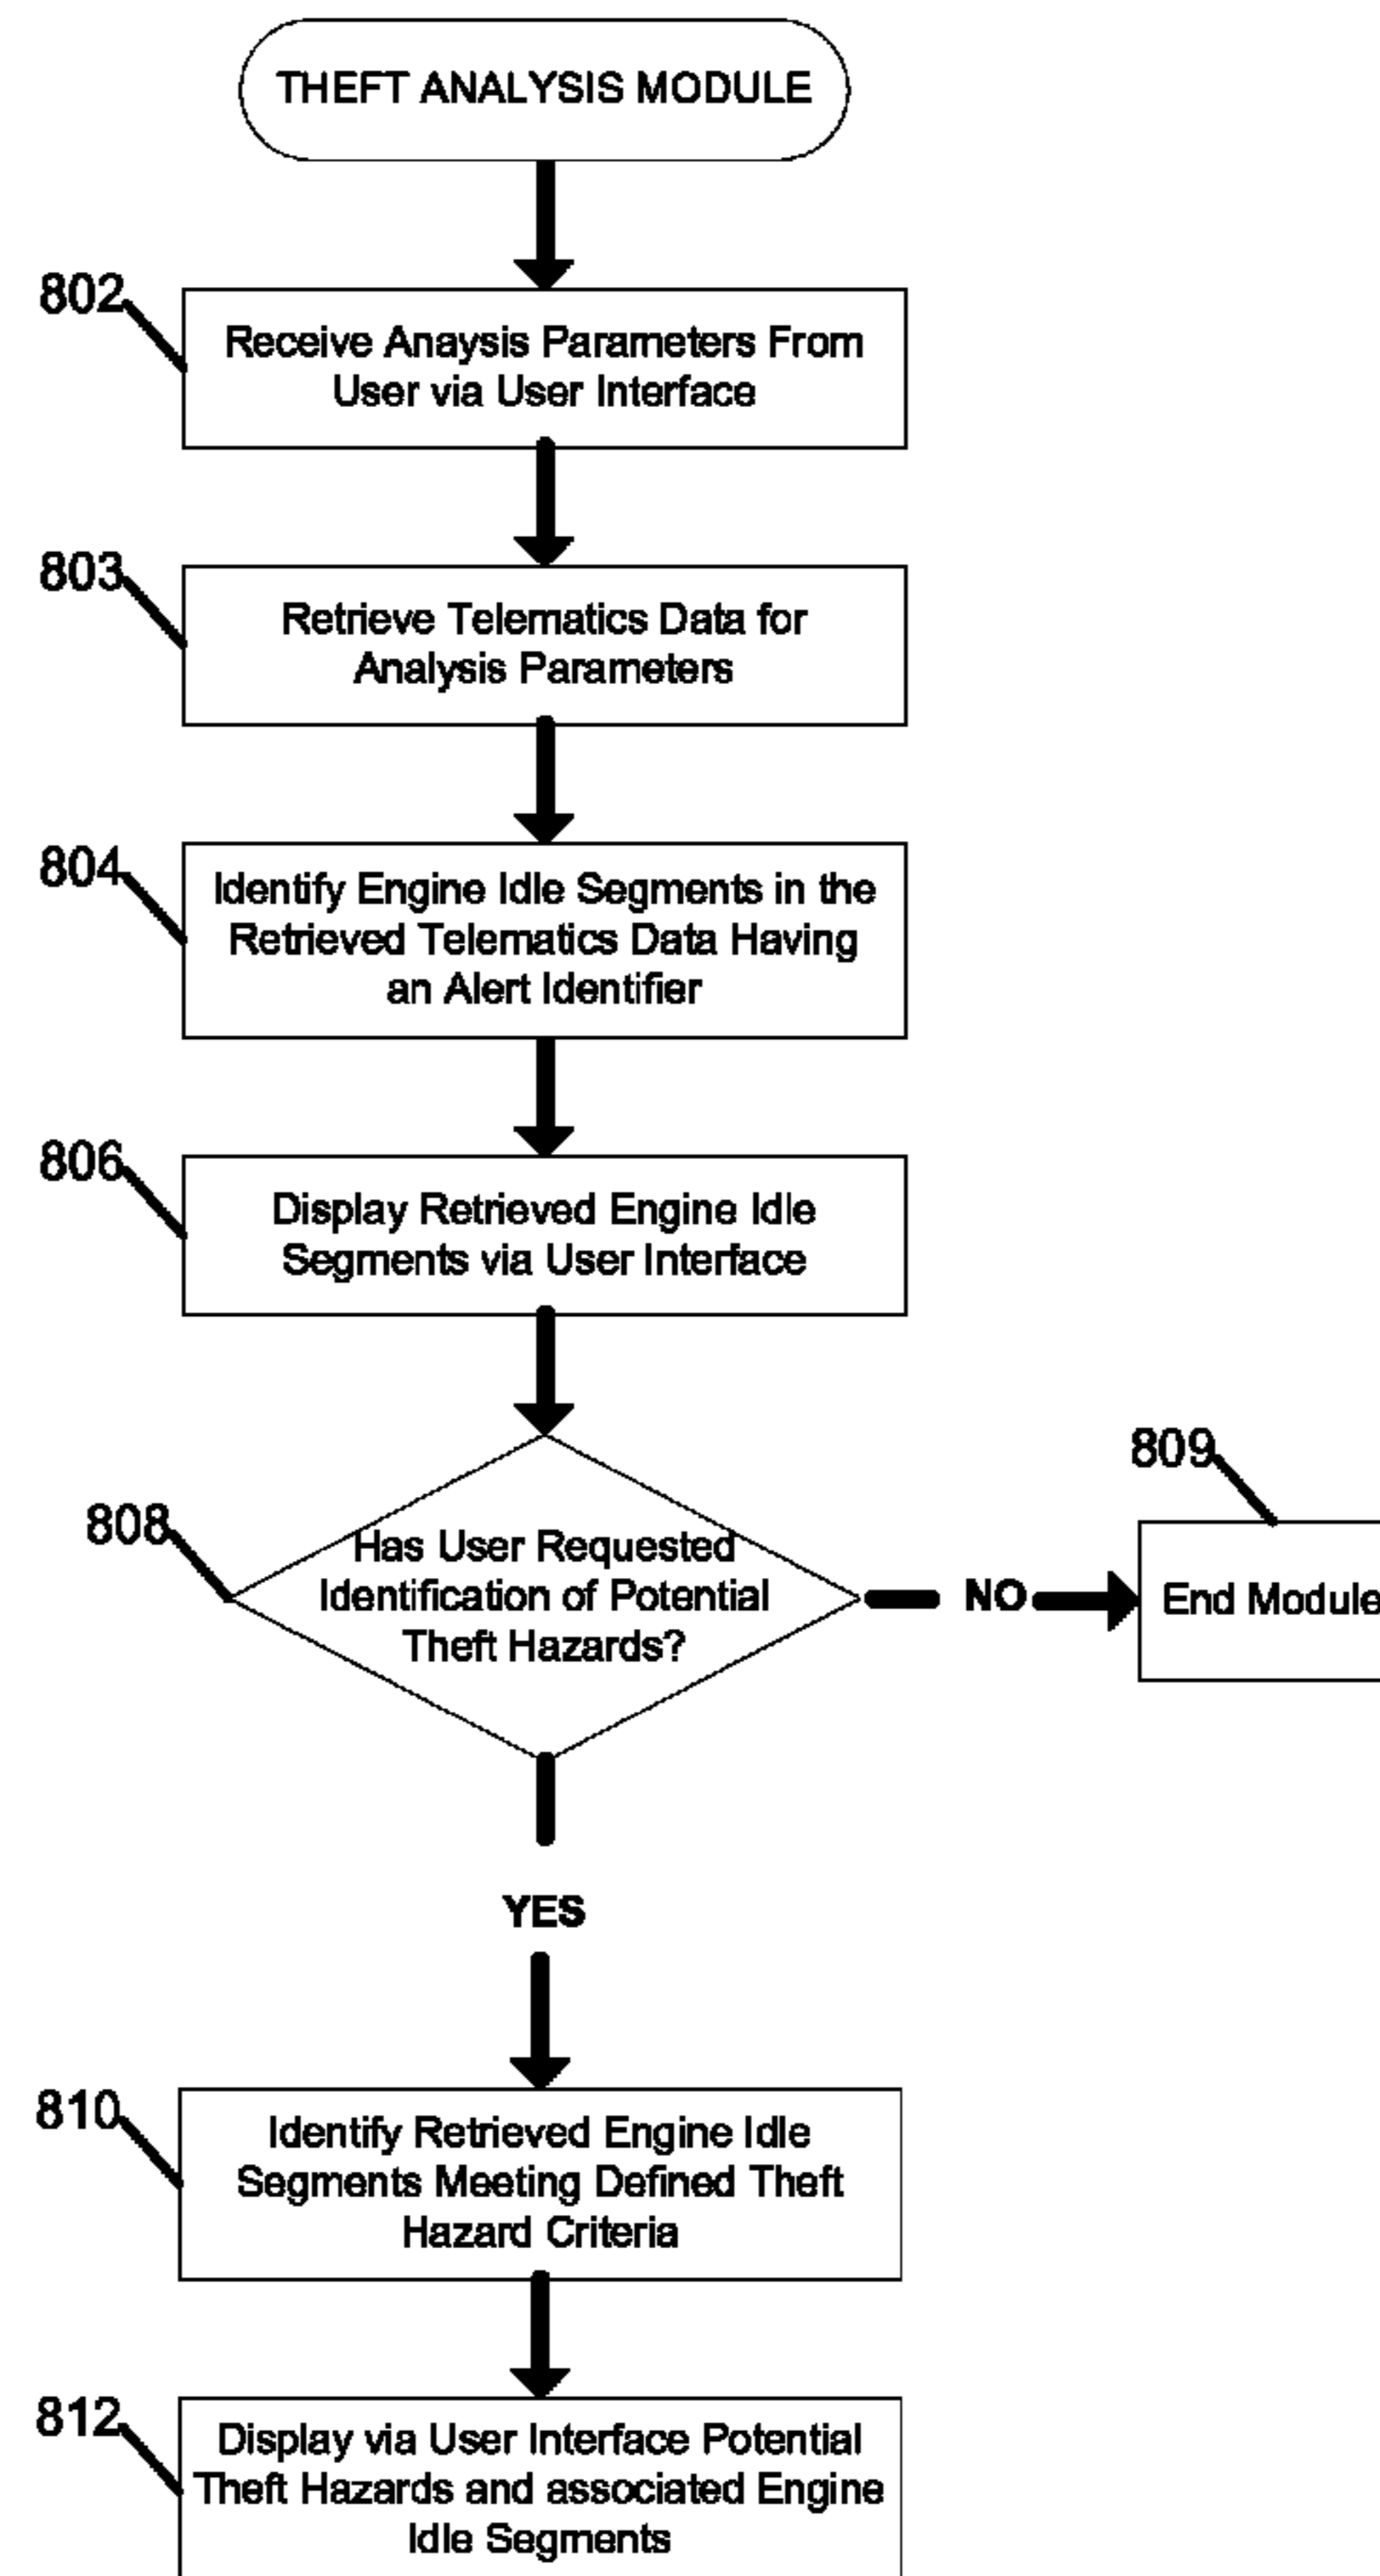 THEFT ANALYSIS MODULE
802
Receive Anaysis Parameters From
User via User Interface
803
Retrieve Telematics Data for
Analysis Parameters
804
Identify Engine Idle Segments in the
Retrieved Telematics Data Having
an Alert Identifier
806
Display Retrieved Engine Idle
Segments via User Interface
808
Has User Requested
Identification of Potential
Theft Hazards?
NO
809
End Module
YES
810
Identify Retrieved Engine Idle
Segments Meeting Defined Theft
Hazard Criteria
812
Display via User Interface Potential
Theft Hazards and associated Engine
Idle Segments